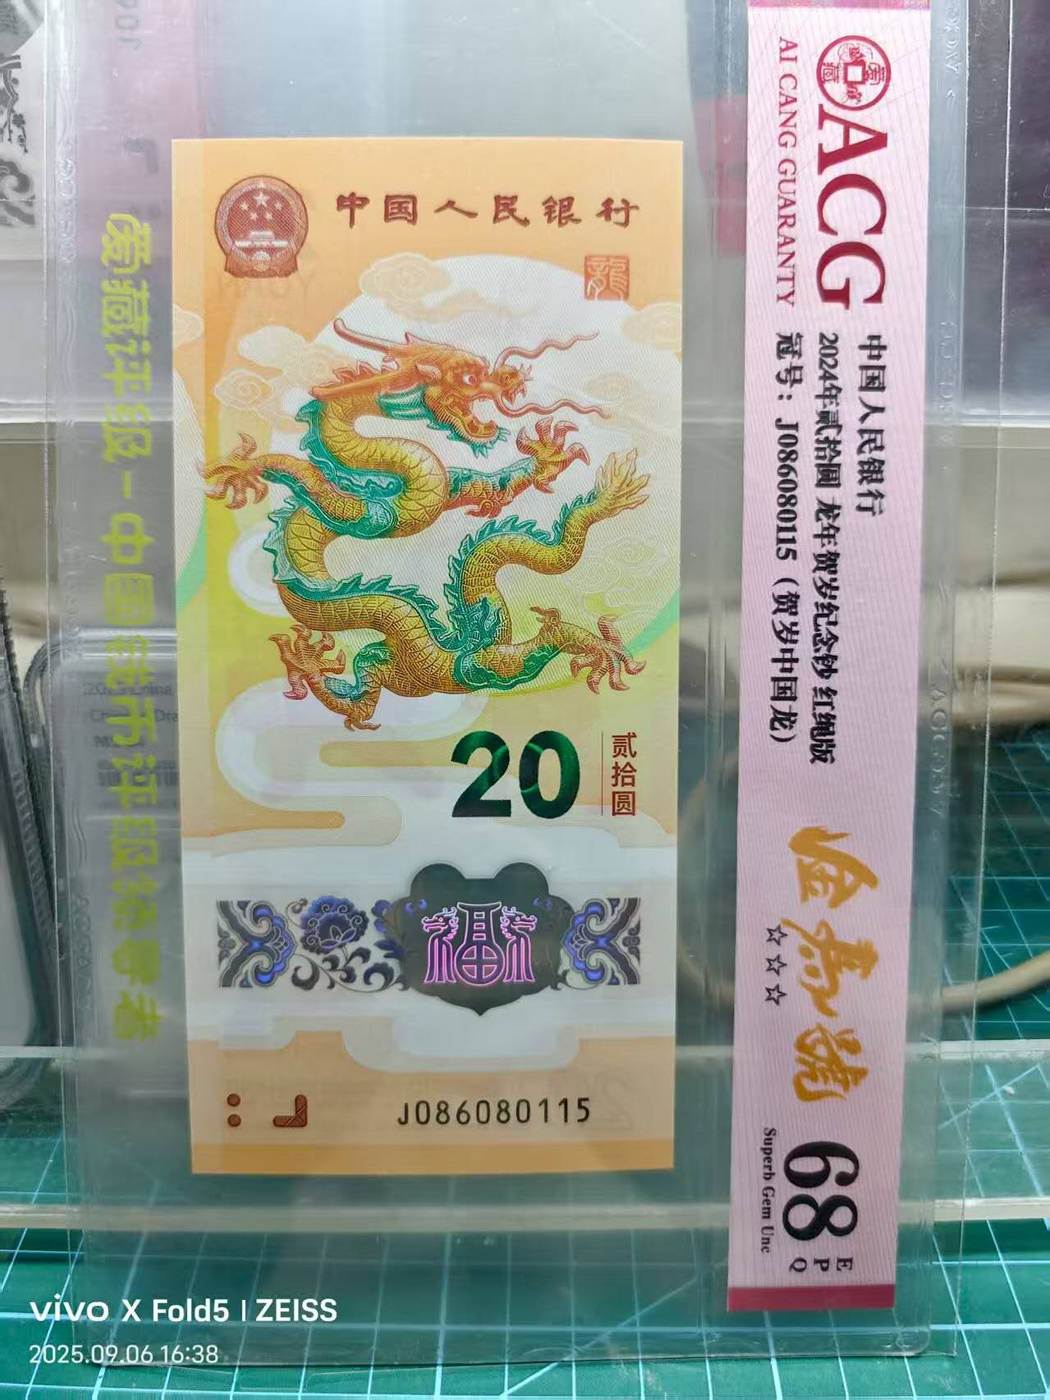 中国人民银行
龍
20
贰拾圆
福
J086080115
ACG
AI CANG GUARANTY
中国人民银行
2024年贰拾圆 龙年贺岁纪念钞 红绳版
冠号：J086080115（贺岁中国龙）
☆☆☆
68
EPQ
Superb Gem Unc
爱藏评级-中国钱币评级领导者
vivo X Fold5 | ZEISS
2025.09.06 16:38